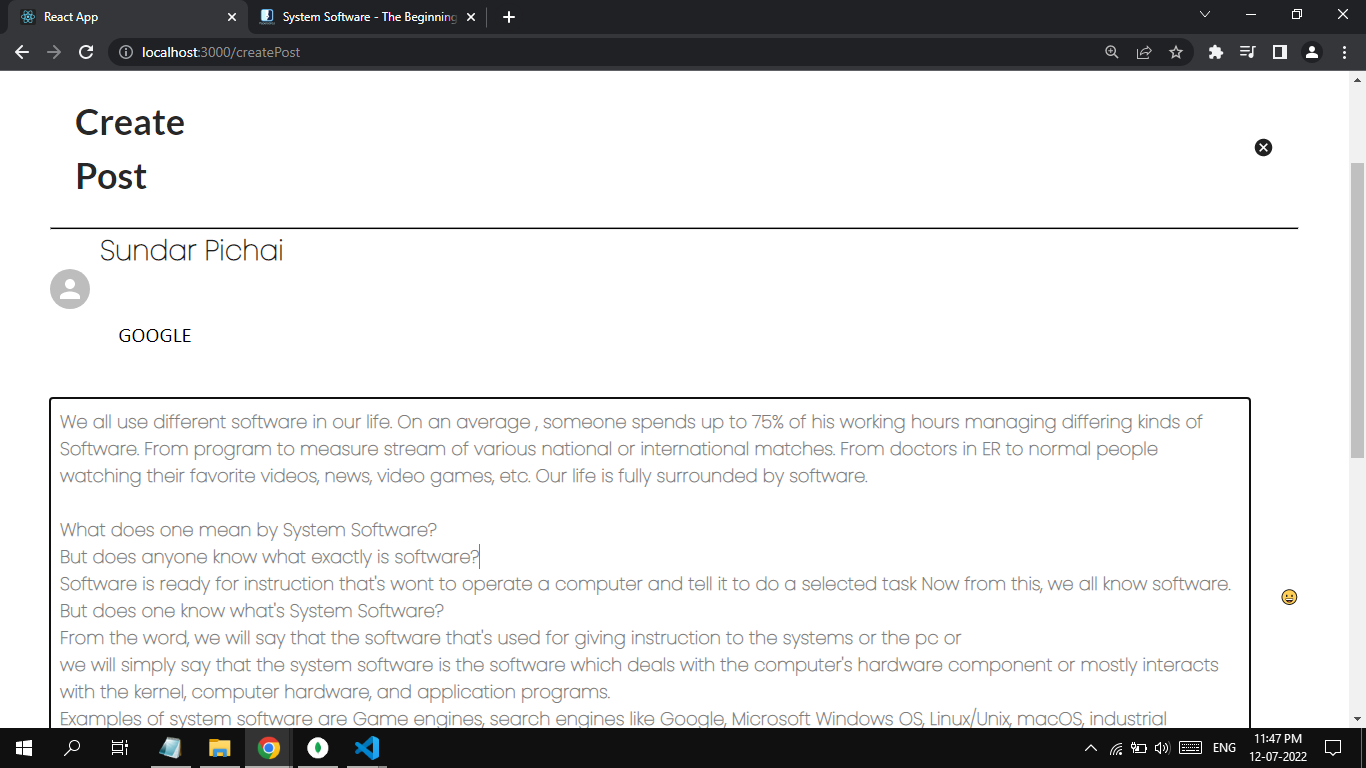 React App
System Software - The Beginning
localhost:3000/createPost
Create
Post
Sundar Pichai
GOOGLE
We all use different software in our life. On an average , someone spends up to 75% of his working hours managing differing kinds of
Software. From program to measure stream of various national or international matches. From doctors in ER to normal people
watching their favorite videos, news, video games, etc. Our life is fully surrounded by software.
What does one mean by System Software?
But does anyone know what exactly is software?
Software is ready for instruction that's wont to operate a computer and tell it to do a selected task Now from this, we all know software.
But does one know what's System Software?
From the word, we will say that the software that's used for giving instruction to the systems or the pc or
we will simply say that the system software is the software which deals with the computer's hardware component or mostly interacts
with the kernel, computer hardware, and application programs.
Examples of system software are Game engines, search engines like Google, Microsoft Windows OS, Linux/Unix, macOS, industrial
ENG
11:47 PM
12-07-2022